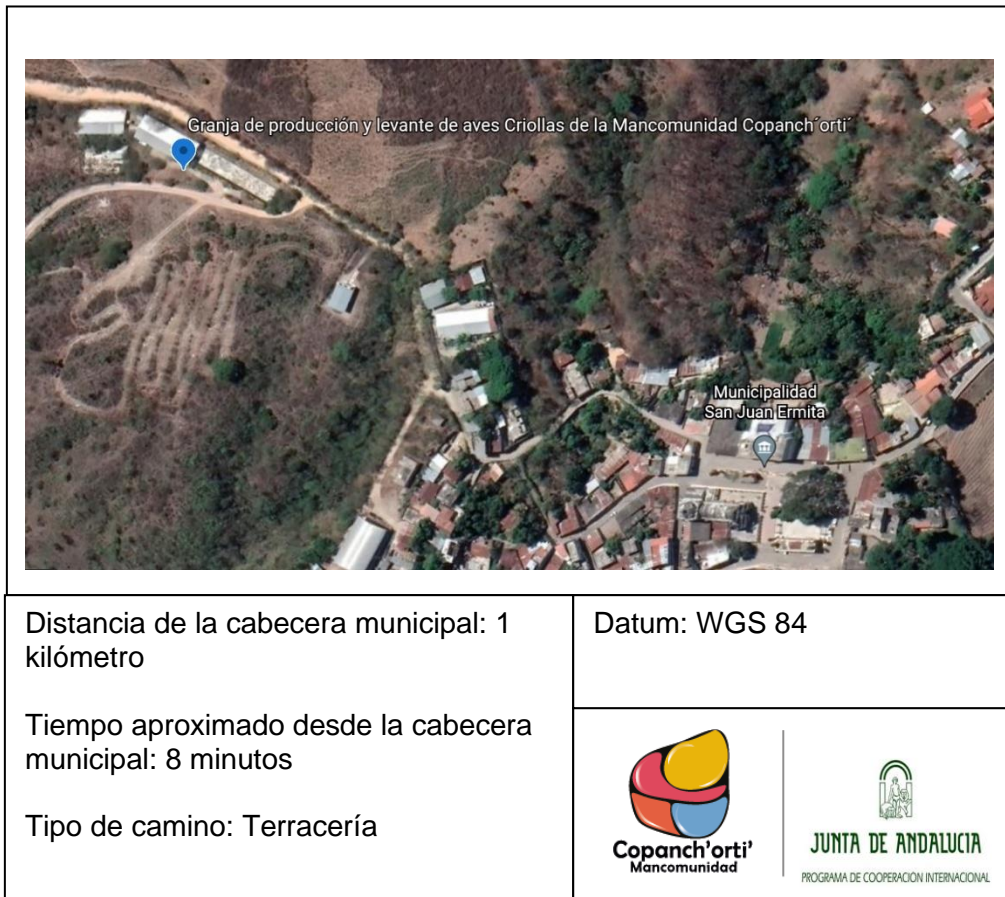 Granja de producción y levante de aves Criollas de la Mancomunidad Copanch´orti´
Municipalidad
San Juan Ermita
Distancia de la cabecera municipal: 1
kilómetro
Tiempo aproximado desde la cabecera
municipal: 8 minutos
Tipo de camino: Terracería
Datum: WGS 84
Copanch'orti'
Mancomunidad
JUNTA DE ANDALUCIA
PROGRAMA DE COOPERACIÓN INTERNACIONAL